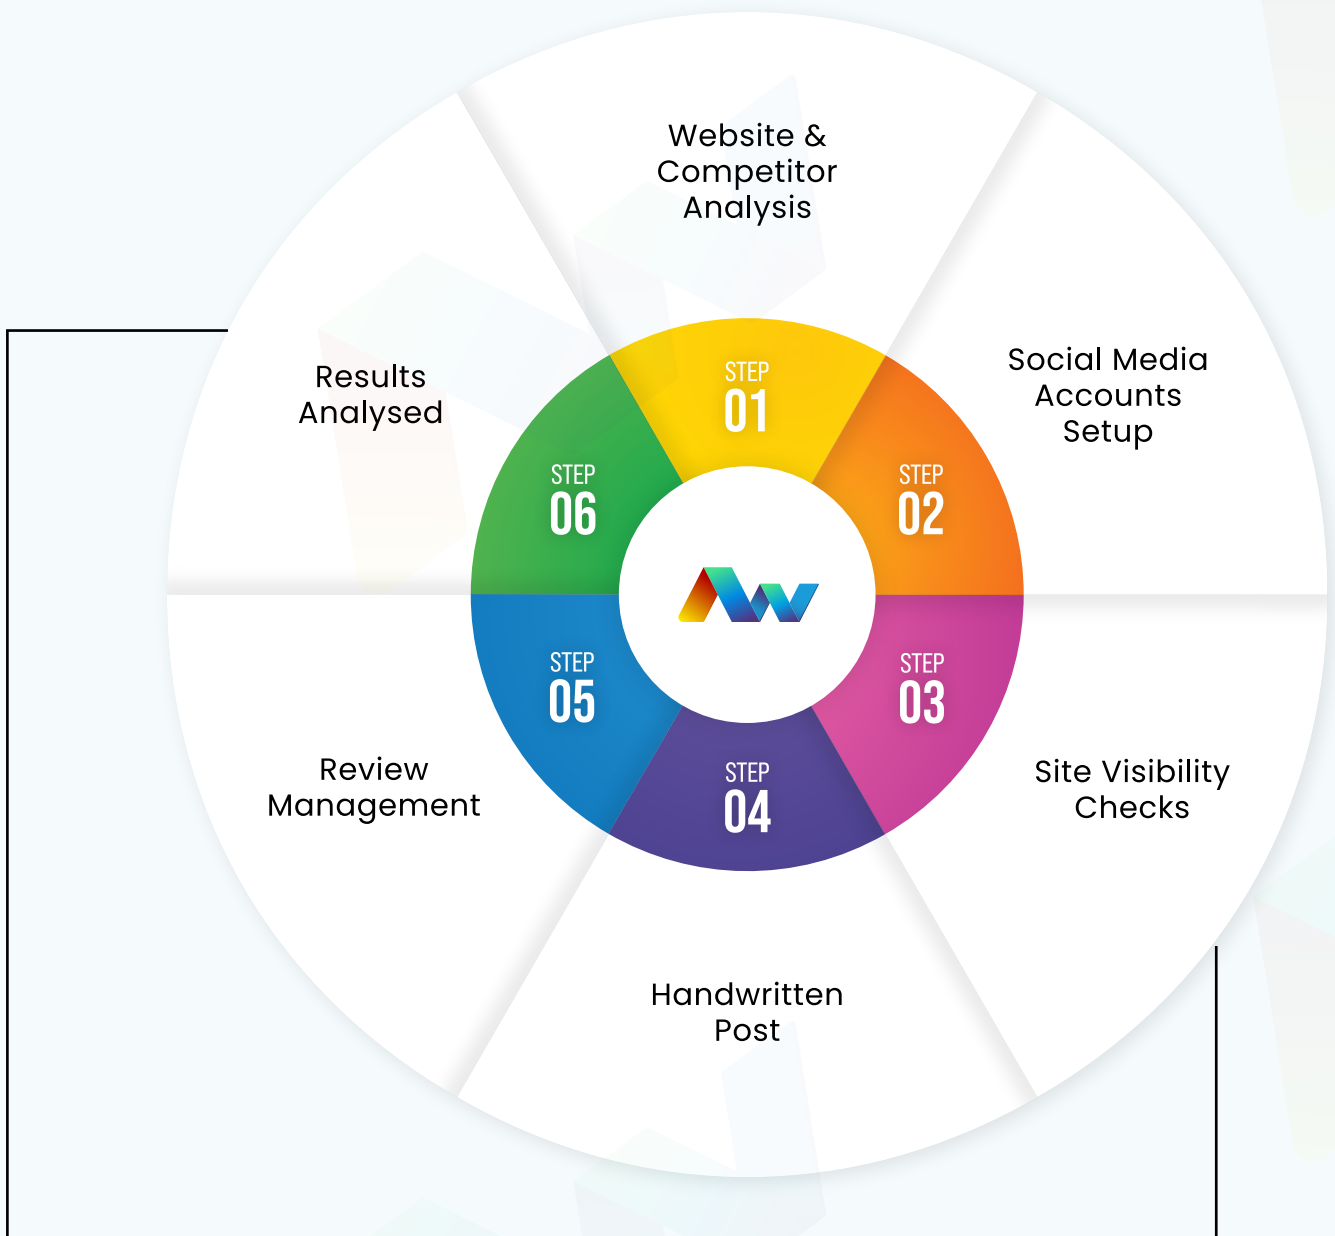 Website &
Competitor
Analysis
STEP
01
Social Media
Accounts
Setup
STEP
02
Site Visibility
Checks
STEP
03
Handwritten
Post
STEP
04
Review
Management
STEP
05
Results
Analysed
STEP
06